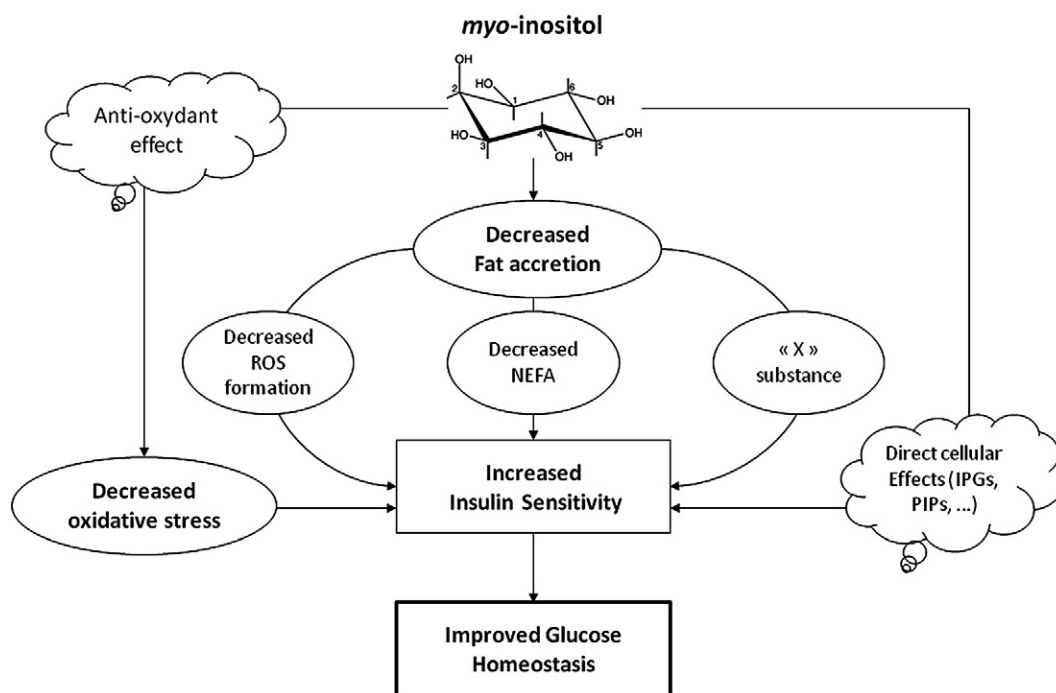 myo-inositol
OH
2
HO
1
6
OH
HO
3
4
OH
5
OH
Anti-oxydant
effect
Decreased
Fat accretion
Decreased
ROS
formation
Decreased
NEFA
« X »
substance
Direct cellular
Effects (IPGs,
PIPs, ...)
Decreased
oxidative stress
Increased
Insulin Sensitivity
Improved Glucose
Homeostasis